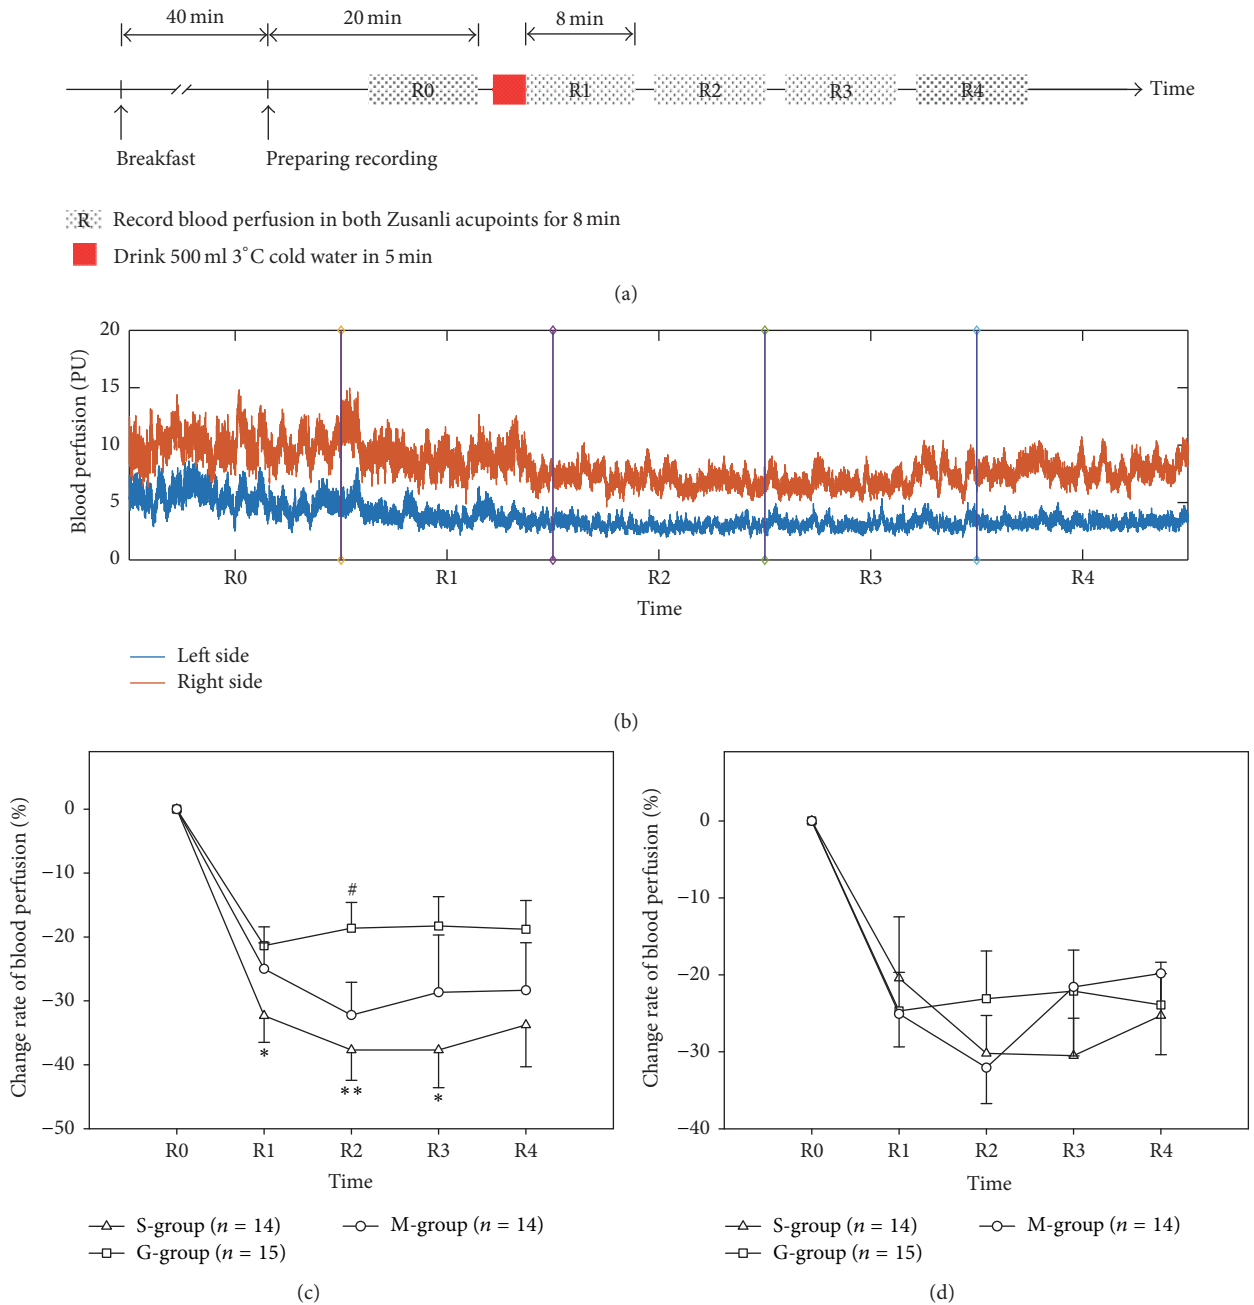 40 min 20 min 8 min
R0 R1 R2 R3 R4 Time
Breakfast Preparing recording
R Record blood perfusion in both Zusanli acupoints for 8 min
Drink 500 ml 3°C cold water in 5 min
(a)
Blood perfusion (PU)
20
15
10
5
0
R0 R1 R2 R3 R4
Time
Left side
Right side
(b)
Change rate of blood perfusion (%)
0
−10
−20
−30
−40
−50
#
*
**
*
R0 R1 R2 R3 R4
Time
S-group (n = 14) M-group (n = 14)
G-group (n = 15)
(c)
Change rate of blood perfusion (%)
0
−10
−20
−30
−40
R0 R1 R2 R3 R4
Time
S-group (n = 14) M-group (n = 14)
G-group (n = 15)
(d)